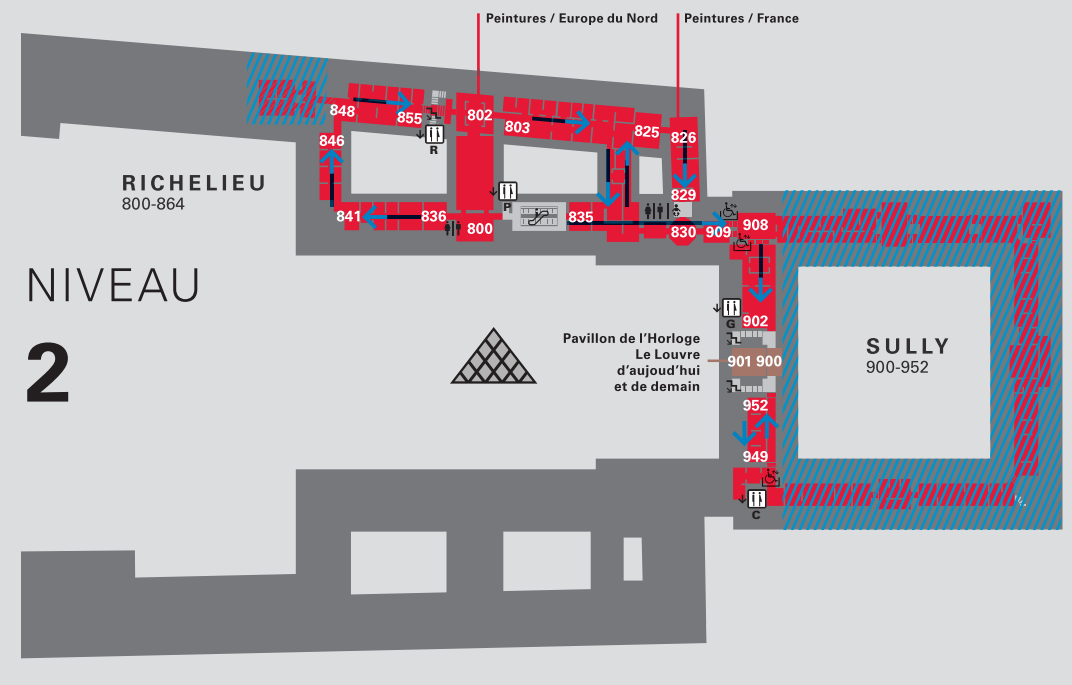 Peintures / Europe du Nord
Peintures / France
848
855
R
802
803
825
826
846
829
RICHELIEU
800-864
841
836
800
P
835
830
909
908
NIVEAU
2
G
902
Pavillon de l'Horloge
Le Louvre
d'aujoud'hui
et de demain
901 900
SULLY
900-952
952
949
C